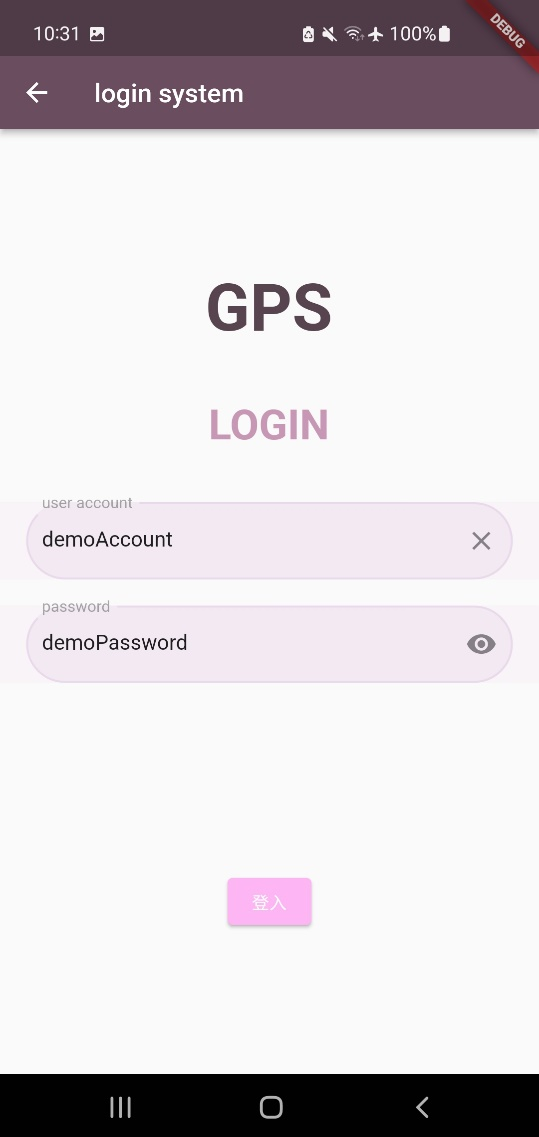 10:31
100%
DEBUG
login system
GPS
LOGIN
user account
demoAccount
password
demoPassword
登入